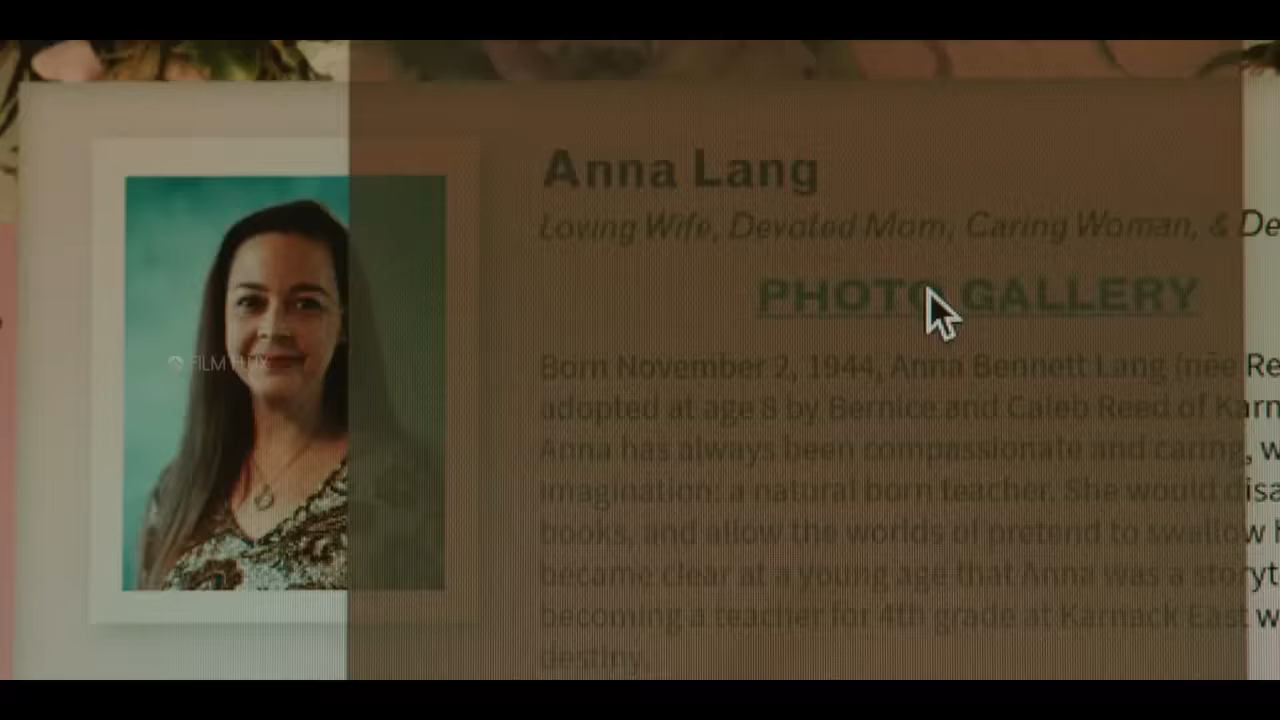 Anna Lang
Loving Wife, Devoted Mom, Caring Woman, & De
PHOTO GALLERY
Born November 2, 1944, Anna Bennett Lang (née Re
adopted at age 8 by Bernice and Caleb Reed of Karn
Anna has always been compassionate and caring, w
imagination: a natural born teacher. She would disa
books, and allow the worlds of pretend to swallow h
became clear at a young age that Anna was a storyt
becoming a teacher for 4th grade at Karnack East w
destiny.
FILM